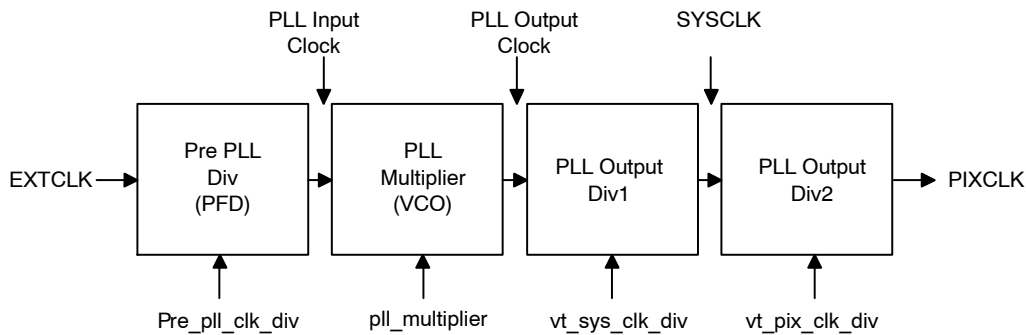 PLL Input
Clock
PLL Output
Clock
SYSCLK
EXTCLK
Pre PLL
Div
(PFD)
PLL
Multiplier
(VCO)
PLL Output
Div1
PLL Output
Div2
PIXCLK
Pre_pll_clk_div
pll_multiplier
vt_sys_clk_div
vt_pix_clk_div